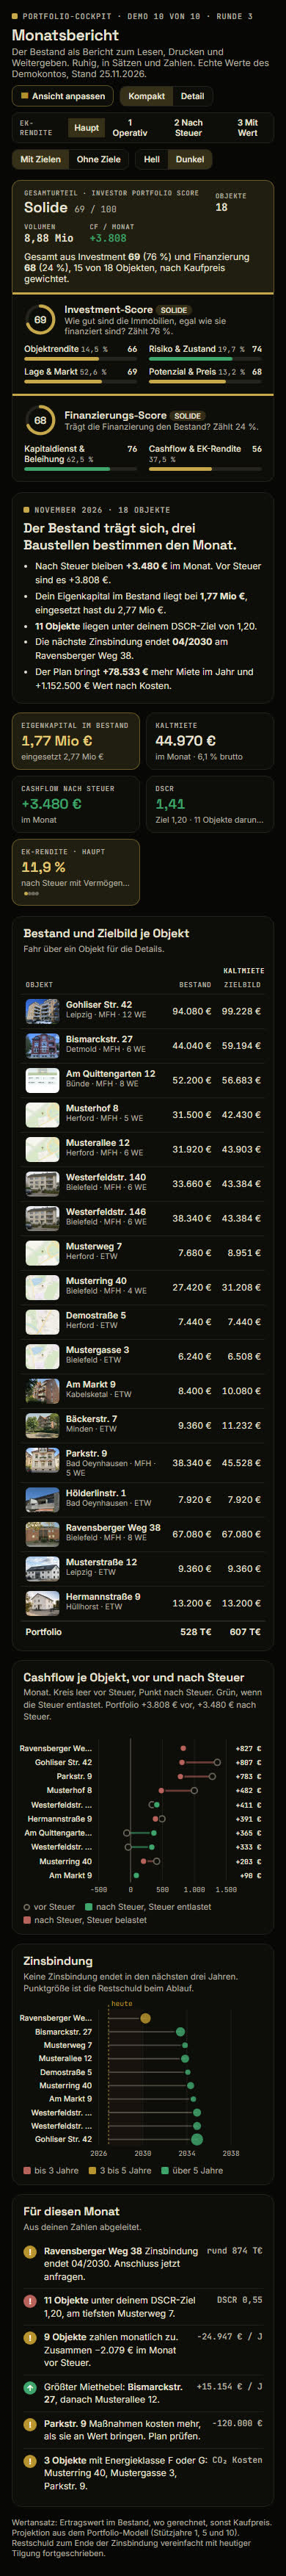 PORTFOLIO-COCKPIT · DEMO 10 VON 10 · RUNDE 3
Monatsbericht
Der Bestand als Bericht zum Lesen, Drucken und
Weitergeben. Ruhig, in Sätzen und Zahlen. Echte Werte des
Demokontos, Stand 25.11.2026.
Ansicht anpassen
Kompakt Detail
EK-RENDITE Haupt 1 Operativ 2 Nach Steuer 3 Mit Wert
Mit Zielen Ohne Ziele Hell Dunkel
GESAMTURTEIL · INVESTOR PORTFOLIO SCORE
Solide 69 / 100
OBJEKTE
18
VOLUMEN
8,88 Mio
CF / MONAT
+3.808
Gesamt aus Investment 69 (76 %) und Finanzierung
68 (24 %), 15 von 18 Objekten, nach Kaufpreis
gewichtet.
69
Investment-Score SOLIDE
Wie gut sind die Immobilien, egal wie sie
finanziert sind? Zählt 76 %.
Objektrendite 14,5 % 66
Risiko & Zustand 19,7 % 74
Lage & Markt 52,6 % 69
Potenzial & Preis 13,2 % 68
68
Finanzierungs-Score SOLIDE
Trägt die Finanzierung den Bestand? Zählt 24 %.
Kapitaldienst &
Beleihung 62,5 % 76
Cashflow & EK-Rendite
37,5 % 56
NOVEMBER 2026 · 18 OBJEKTE
Der Bestand trägt sich, drei
Baustellen bestimmen den Monat.
• Nach Steuer bleiben +3.480 € im Monat. Vor Steuer
sind es +3.808 €.
• Dein Eigenkapital im Bestand liegt bei 1,77 Mio €,
eingesetzt hast du 2,77 Mio €.
• 11 Objekte liegen unter deinem DSCR-Ziel von 1,20.
• Die nächste Zinsbindung endet 04/2030 am
Ravensberger Weg 38.
• Der Plan bringt +78.533 € mehr Miete im Jahr und
+1.152.500 € Wert nach Kosten.
EIGENKAPITAL IM BESTAND
1,77 Mio €
eingesetzt 2,77 Mio €
KALTMIETE
44.970 €
im Monat · 6,1 % brutto
CASHFLOW NACH STEUER
+3.480 €
im Monat
DSCR
1,41
Ziel 1,20 · 11 Objekte darun...
EK-RENDITE · HAUPT
11,9 %
nach Steuer mit Vermögen...
Bestand und Zielbild je Objekt
Fahr über ein Objekt für die Details.
KALTMIETE
OBJEKT BESTAND ZIELBILD
Gohliser Str. 42 94.080 € 99.228 €
Leipzig · MFH · 12 WE
Bismarckstr. 27 44.040 € 59.194 €
Detmold · MFH · 6 WE
Am Quittengarten 12 52.200 € 56.683 €
Bünde · MFH · 8 WE
Musterhof 8 31.500 € 42.430 €
Herford · MFH · 5 WE
Musterallee 12 31.920 € 43.903 €
Herford · MFH · 6 WE
Westerfeldstr. 140 33.660 € 43.384 €
Bielefeld · MFH · 6 WE
Westerfeldstr. 146 38.340 € 43.384 €
Bielefeld · MFH · 6 WE
Musterweg 7 7.680 € 8.951 €
Herford · ETW
Musterring 40 27.420 € 31.208 €
Bielefeld · MFH · 4 WE
Demostraße 5 7.440 € 7.440 €
Herford · ETW
Mustergasse 3 6.240 € 6.508 €
Bielefeld · ETW
Am Markt 9 8.400 € 10.080 €
Kabelsketal · ETW
Bäckerstr. 7 9.360 € 11.232 €
Minden · ETW
Parkstr. 9 38.340 € 45.528 €
Bad Oeynhausen · MFH ·
5 WE
Hölderlinstr. 1 7.920 € 7.920 €
Bad Oeynhausen · ETW
Ravensberger Weg 38 67.080 € 67.080 €
Bielefeld · MFH · 8 WE
Musterstraße 12 9.360 € 9.360 €
Leipzig · ETW
Hermannstraße 9 13.200 € 13.200 €
Hüllhorst · ETW
Portfolio 528 T€ 607 T€
Cashflow je Objekt, vor und nach Steuer
Monat. Kreis leer vor Steuer, Punkt nach Steuer. Grün, wenn
die Steuer entlastet. Portfolio +3.808 € vor, +3.480 € nach
Steuer.
Ravensberger We... +827 €
Gohliser Str. 42 +807 €
Parkstr. 9 +783 €
Musterhof 8 +482 €
Westerfeldstr. ... +411 €
Hermannstraße 9 +391 €
Am Quittengarte... +365 €
Westerfeldstr. ... +333 €
Musterring 40 +203 €
Am Markt 9 +90 €
-500 0 500 1.000 1.500
vor Steuer nach Steuer, Steuer entlastet
nach Steuer, Steuer belastet
Zinsbindung
Keine Zinsbindung endet in den nächsten drei Jahren.
Punktgröße ist die Restschuld beim Ablauf.
heute
Ravensberger We...
Bismarckstr. 27
Musterweg 7
Musterallee 12
Demostraße 5
Musterring 40
Am Markt 9
Westerfeldstr. ...
Westerfeldstr. ...
Gohliser Str. 42
2026 2030 2034 2038
bis 3 Jahre 3 bis 5 Jahre über 5 Jahre
Für diesen Monat
Aus deinen Zahlen abgeleitet.
! Ravensberger Weg 38 Zinsbindung rund 874 T€
endet 04/2030. Anschluss jetzt
anfragen.
! 11 Objekte unter deinem DSCR-Ziel DSCR 0,55
1,20, am tiefsten Musterweg 7.
! 9 Objekte zahlen monatlich zu. -24.947 € / J
Zusammen −2.079 € im Monat
vor Steuer.
↑ Größter Miethebel: Bismarckstr. +15.154 € / J
27, danach Musterallee 12.
! Parkstr. 9 Maßnahmen kosten mehr, -120.000 €
als sie an Wert bringen. Plan prüfen.
! 3 Objekte mit Energieklasse F oder G: CO₂ Kosten
Musterring 40, Mustergasse 3,
Parkstr. 9.
Wertansatz: Ertragswert im Bestand, wo gerechnet, sonst Kaufpreis.
Projektion aus dem Portfolio-Modell (Stützjahre 1, 5 und 10).
Restschuld zum Ende der Zinsbindung vereinfacht mit heutiger
Tilgung fortgeschrieben.